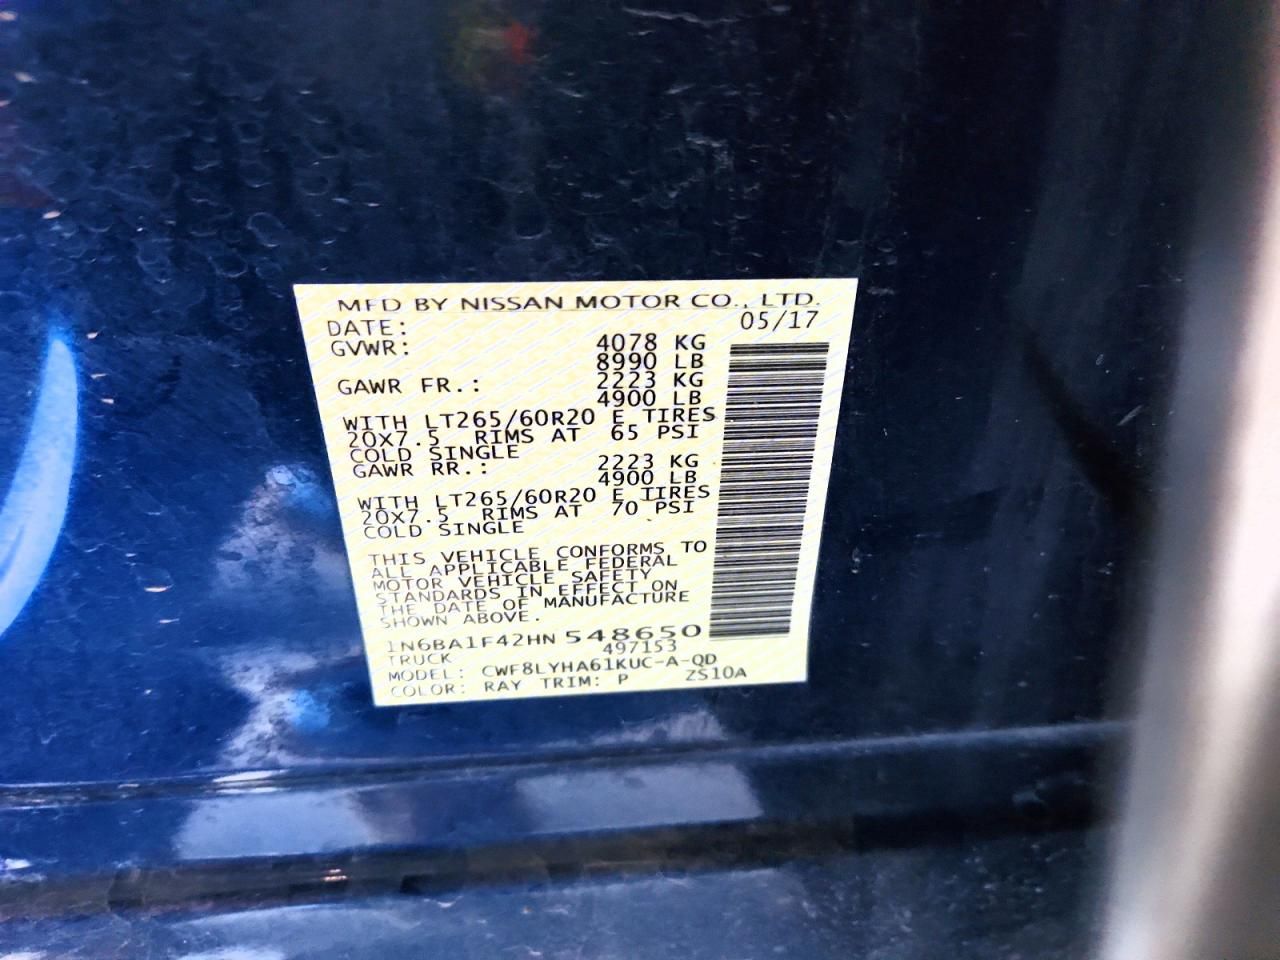 MFD BY NISSAN MOTOR CO., LTD.
DATE: 05/17
GVWR: 4078 KG
8990 LB
GAWR FR.: 2223 KG
4900 LB
WITH LT265/60R20 E TIRES
20X7.5 RIMS AT 65 PSI
COLD SINGLE
GAWR RR.: 2223 KG
4900 LB
WITH LT265/60R20 E TIRES
20X7.5 RIMS AT 70 PSI
COLD SINGLE
THIS VEHICLE CONFORMS TO
ALL APPLICABLE FEDERAL
MOTOR VEHICLE SAFETY
STANDARDS IN EFFECT ON
THE DATE OF MANUFACTURE
SHOWN ABOVE.
1N6BA1F42HN 548650
497153
TRUCK
MODEL: CWF8LYHA61KUC-A-QD
COLOR: RAY TRIM: P ZS10A